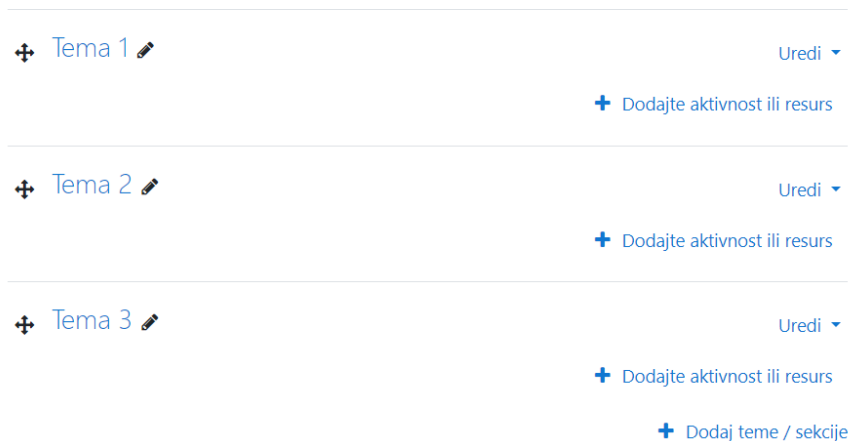 Tema 1
Uredi
Dodajte aktivnost ili resurs
Tema 2
Uredi
Dodajte aktivnost ili resurs
Tema 3
Uredi
Dodajte aktivnost ili resurs
Dodaj teme / sekcije